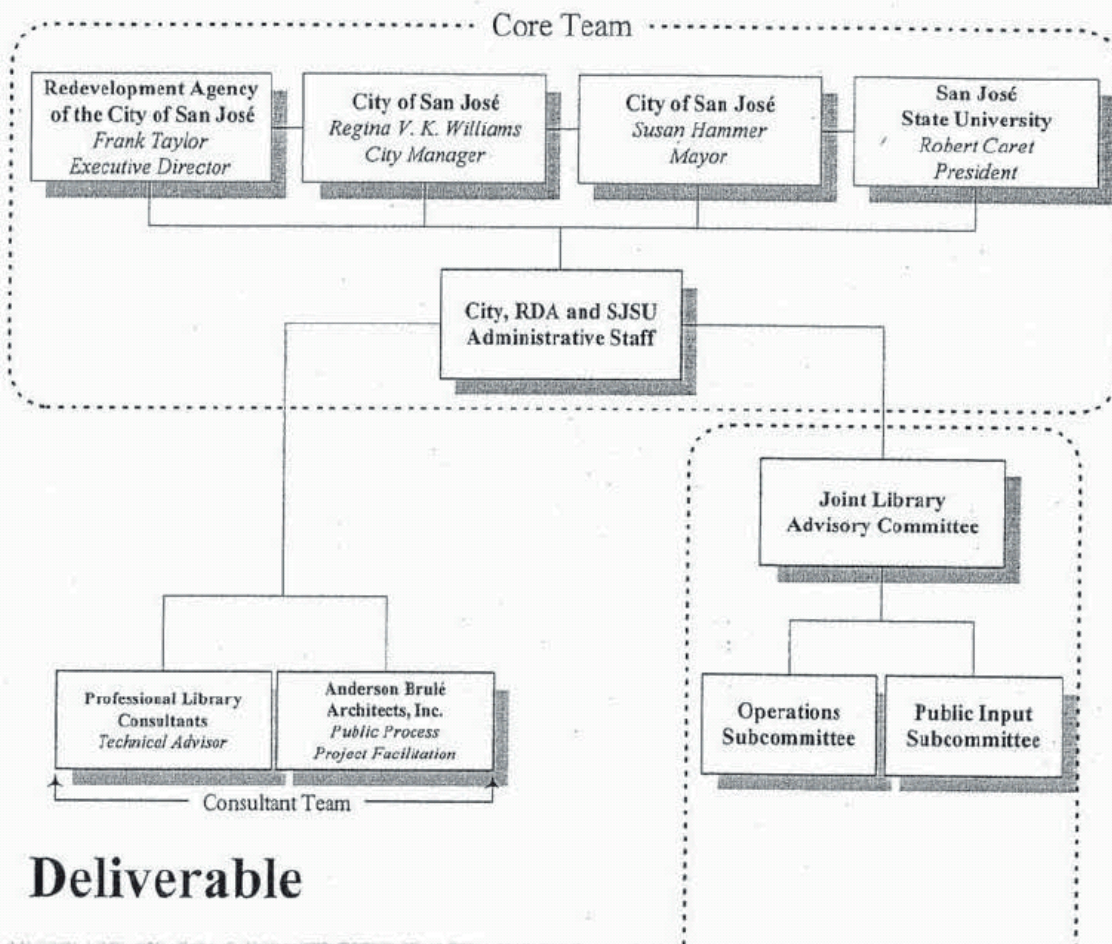 Core Team
Redevelopment Agency
of the City of San José
Frank Taylor
Executive Director
City of San José
Regina V. K. Williams
City Manager
City of San José
Susan Hammer
Mayor
San José
State University
Robert Caret
President
City, RDA and SJSU
Administrative Staff
Joint Library
Advisory Committee
Professional Library
Consultants
Technical Advisor
Anderson Brulé
Architects, Inc.
Public Process
Project Facilitation
Operations
Subcommittee
Public Input
Subcommittee
Consultant Team
Deliverable